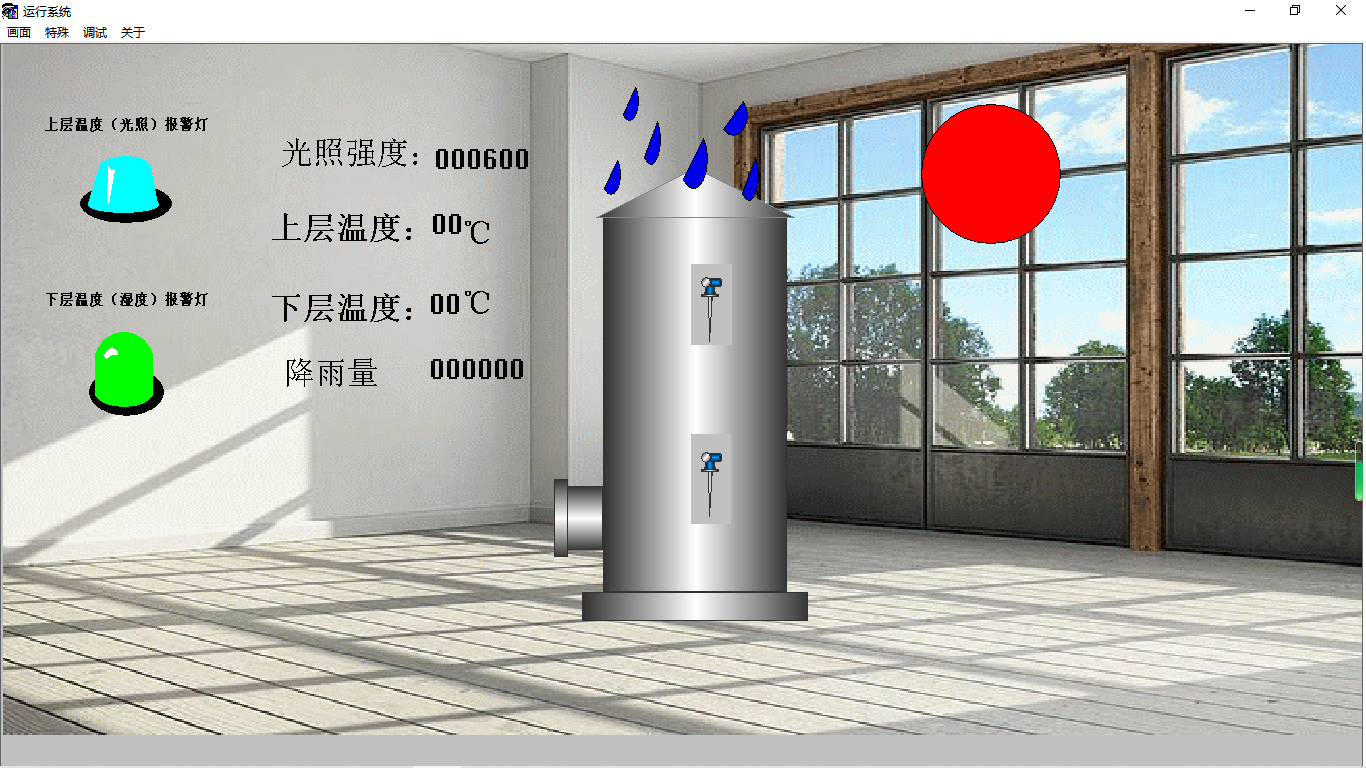 运行系统
画面 特殊 调试 关于
上层温度（光照）报警灯
光照强度：000600
上层温度：00℃
下层温度（湿度）报警灯
下层温度：00℃
降雨量 000000